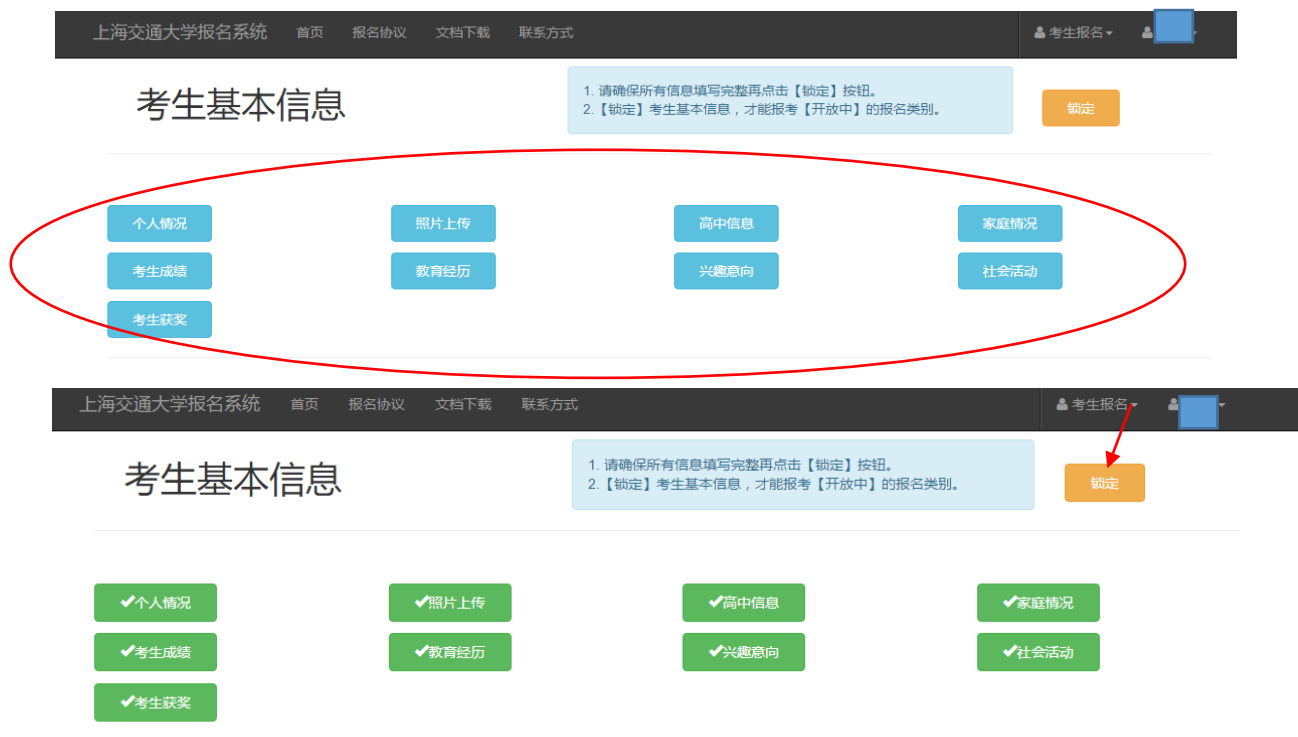 上海交通大学报名系统 首页 报名协议 文档下载 联系方式 考生报名
考生基本信息
1. 请确保所有信息填写完整再点击【锁定】按钮。
2.【锁定】考生基本信息，才能报考【开放中】的报名类别。
锁定
个人情况 照片上传 高中信息 家庭情况
考生成绩 教育经历 兴趣意向 社会活动
考生获奖
上海交通大学报名系统 首页 报名协议 文档下载 联系方式 考生报名
考生基本信息
1. 请确保所有信息填写完整再点击【锁定】按钮。
2.【锁定】考生基本信息，才能报考【开放中】的报名类别。
锁定
✔个人情况 ✔照片上传 ✔高中信息 ✔家庭情况
✔考生成绩 ✔教育经历 ✔兴趣意向 ✔社会活动
✔考生获奖